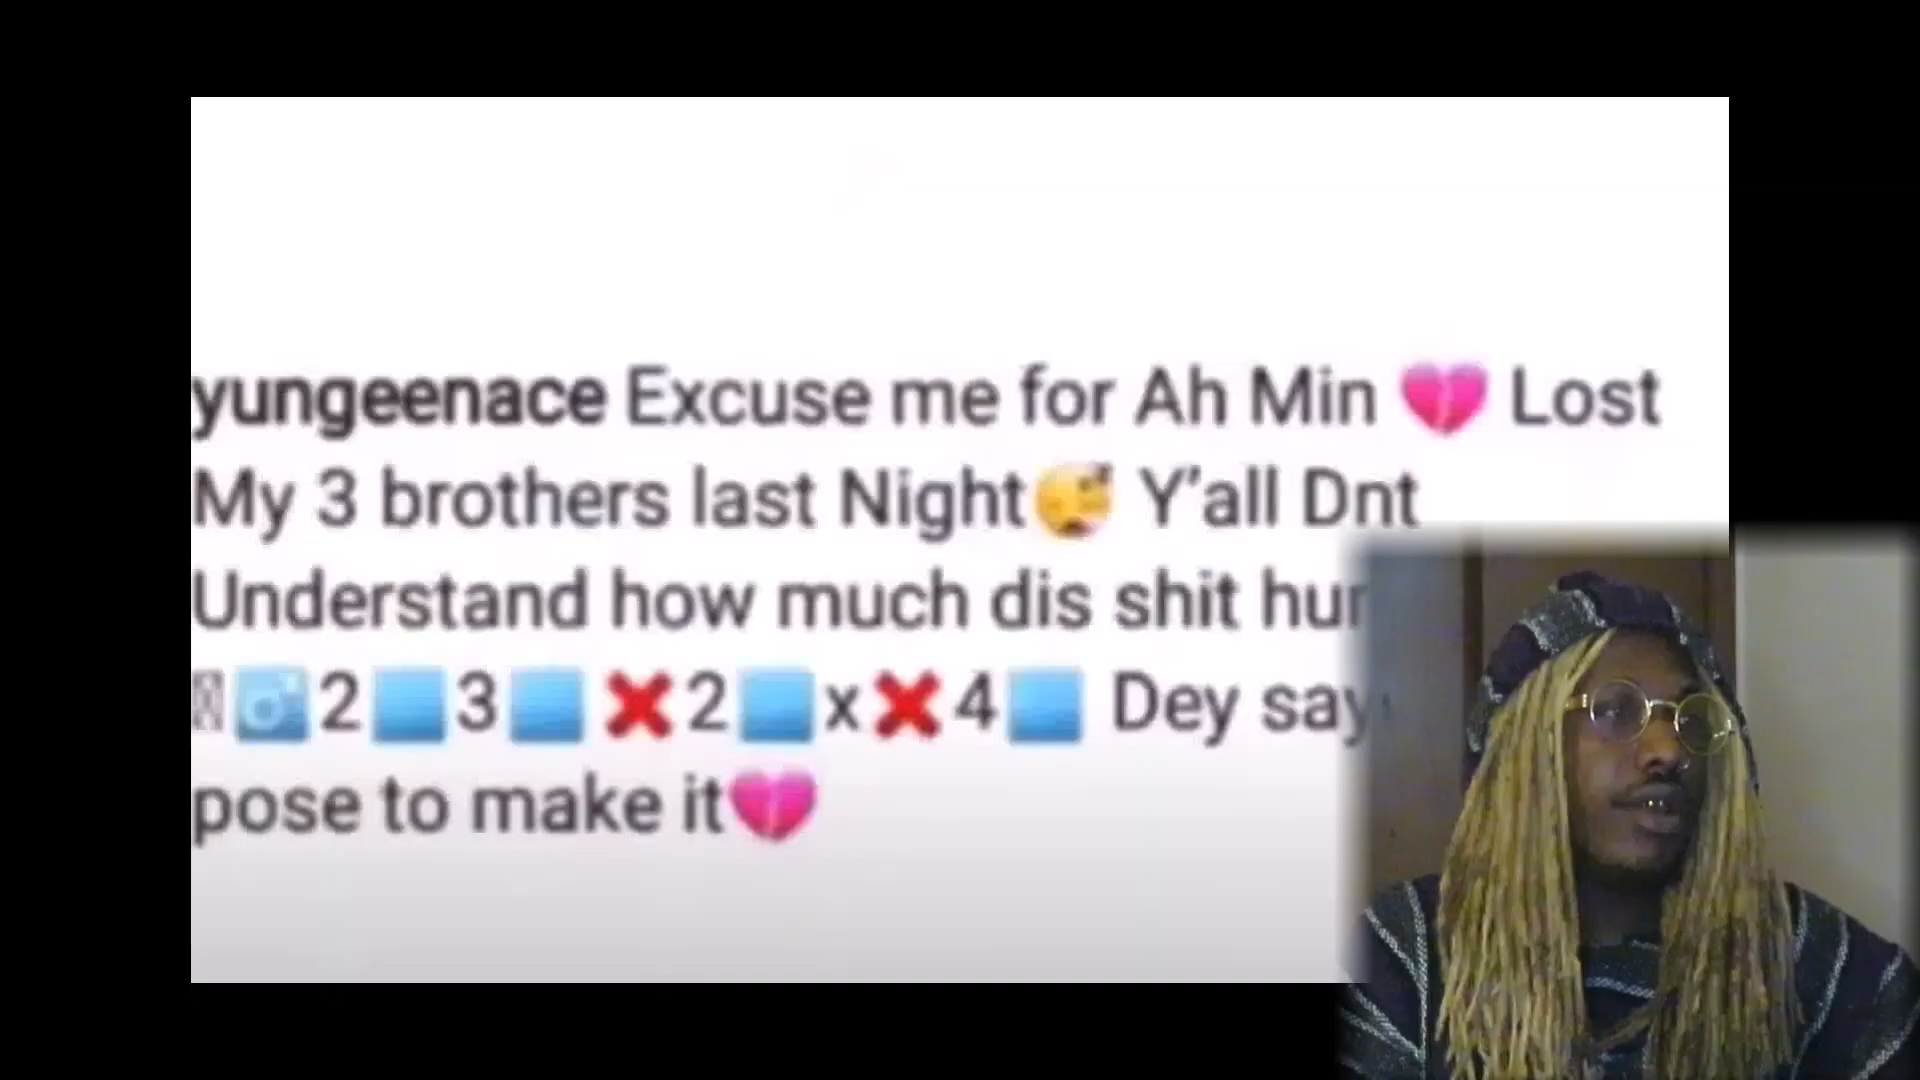 yungeenace Excuse me for Ah Min 💔 Lost
My 3 brothers last Night😴 Y'all Dnt
Understand how much dis shit
2 3 ❌2 x❌4 Dey say
pose to make it💔